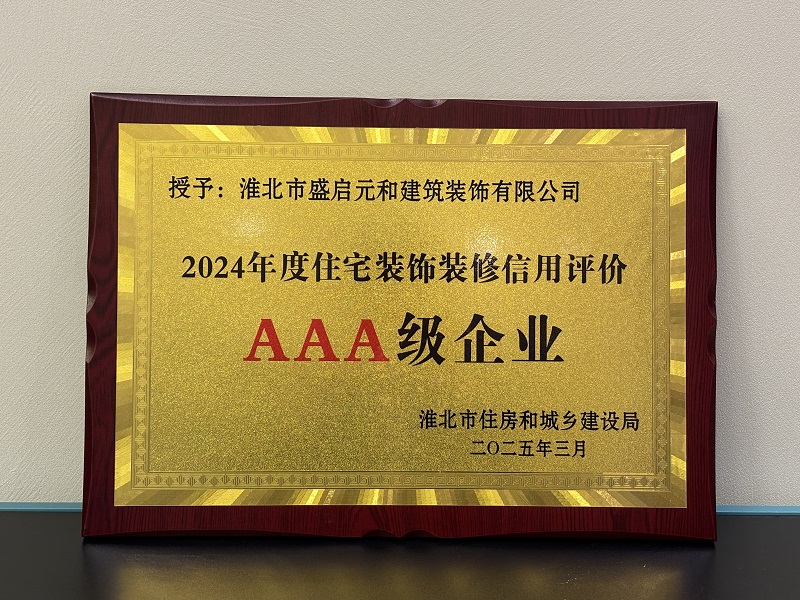 授予：淮北市盛启元和建筑装饰有限公司
2024年度住宅装饰装修信用评价
AAA级企业
淮北市住房和城乡建设局
二〇二五年三月